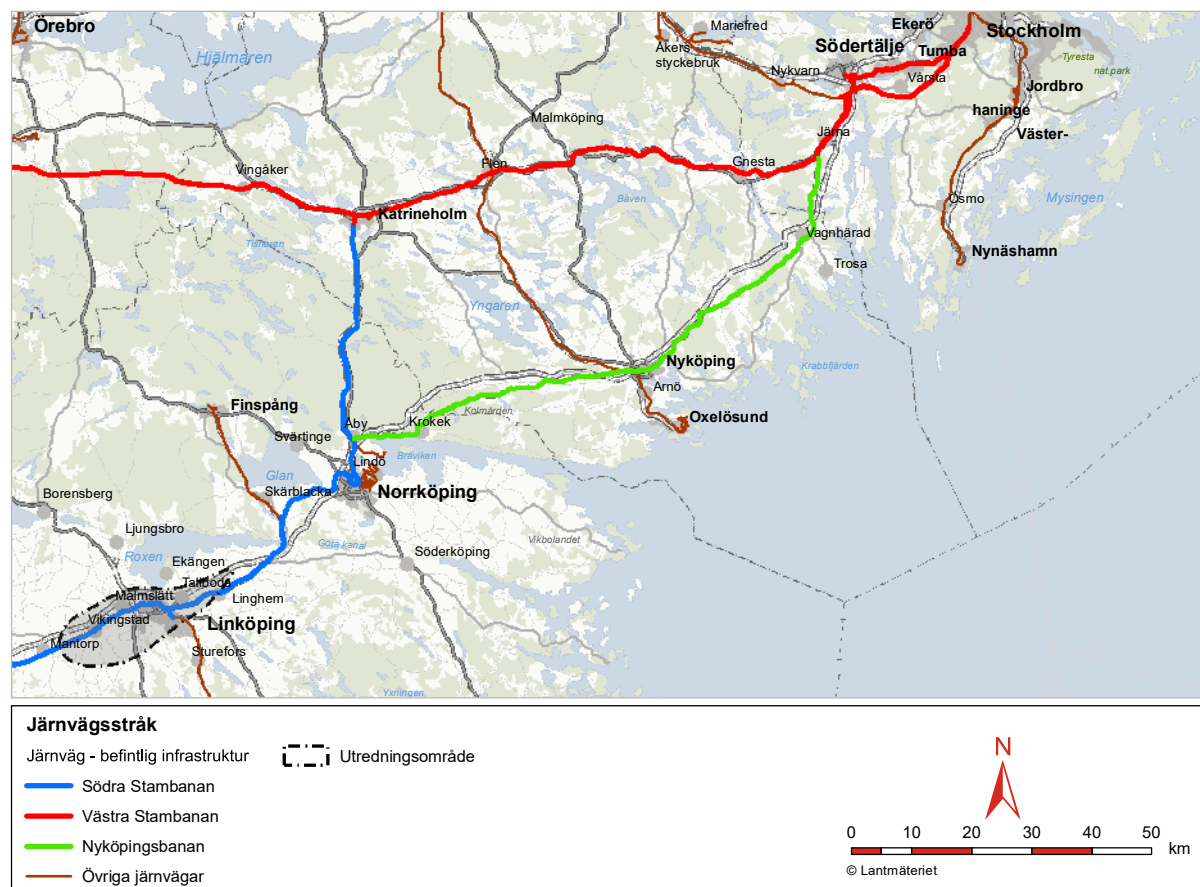 Örebro
Mariefred
Ekerö
Stockholm
Hjälmaren
Åkers
styckebruk
Södertälje
Tumba
Tyresta
nat.park
Nykvarn
Vårsta
Jordbro
haninge
Väster-
Malmköping
Järna
Vingåker
Flen
Gnesta
Båven
Ösmo
Mysingen
Katrineholm
Tisnaren
Vagnhärad
Nynäshamn
Trosa
Yngaren
Nyköping
Krabbfjärden
Arnö
Finspång
Kolmården
Oxelösund
Åby
Krokek
Svärtinge
Bråviken
Lindö
Glan
Skärblacka
Norrköping
Borensberg
Ljungsbro
Göta kanal
Vikbolandet
Roxen
Söderköping
Ekängen
Tallboda
Malmslätt
Linghem
Vikingstad
Linköping
Mantorp
Sturefors
Yxningen
Järnvägsstråk
Järnväg - befintlig infrastruktur
Utredningsområde
Södra Stambanan
Västra Stambanan
Nyköpingsbanan
Övriga järnvägar
N
0 10 20 30 40 50
km
© Lantmäteriet